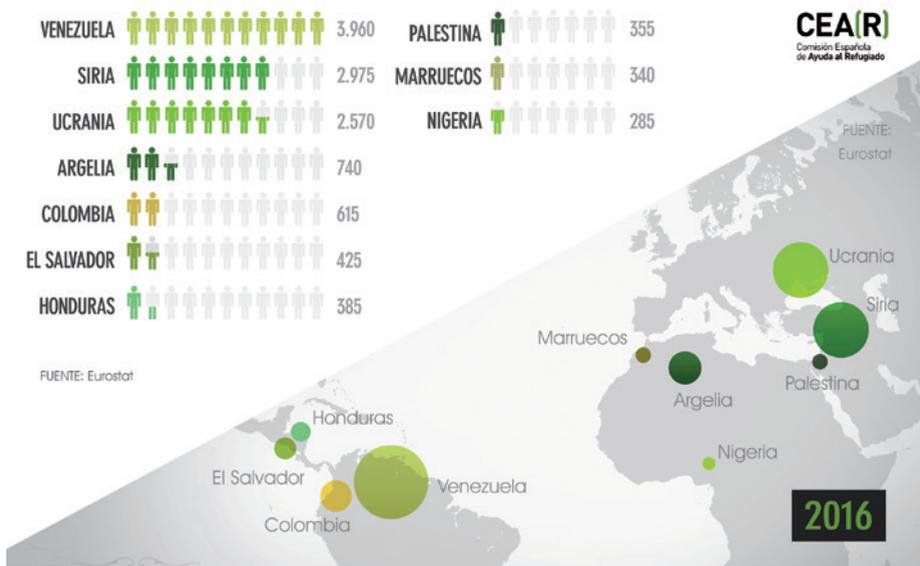 VENEZUELA 3.960
SIRIA 2.975
UCRANIA 2.570
ARGELIA 740
COLOMBIA 615
EL SALVADOR 425
HONDURAS 385
FUENTE: Eurostat
PALESTINA 355
MARRUECOS 340
NIGERIA 285
CEA(R)
Comisión Española
de Ayuda al Refugiado
FUENTE:
Eurostat
Ucrania
Siria
Marruecos
Palestina
Argelia
Honduras
Nigeria
El Salvador
Venezuela
Colombia
2016